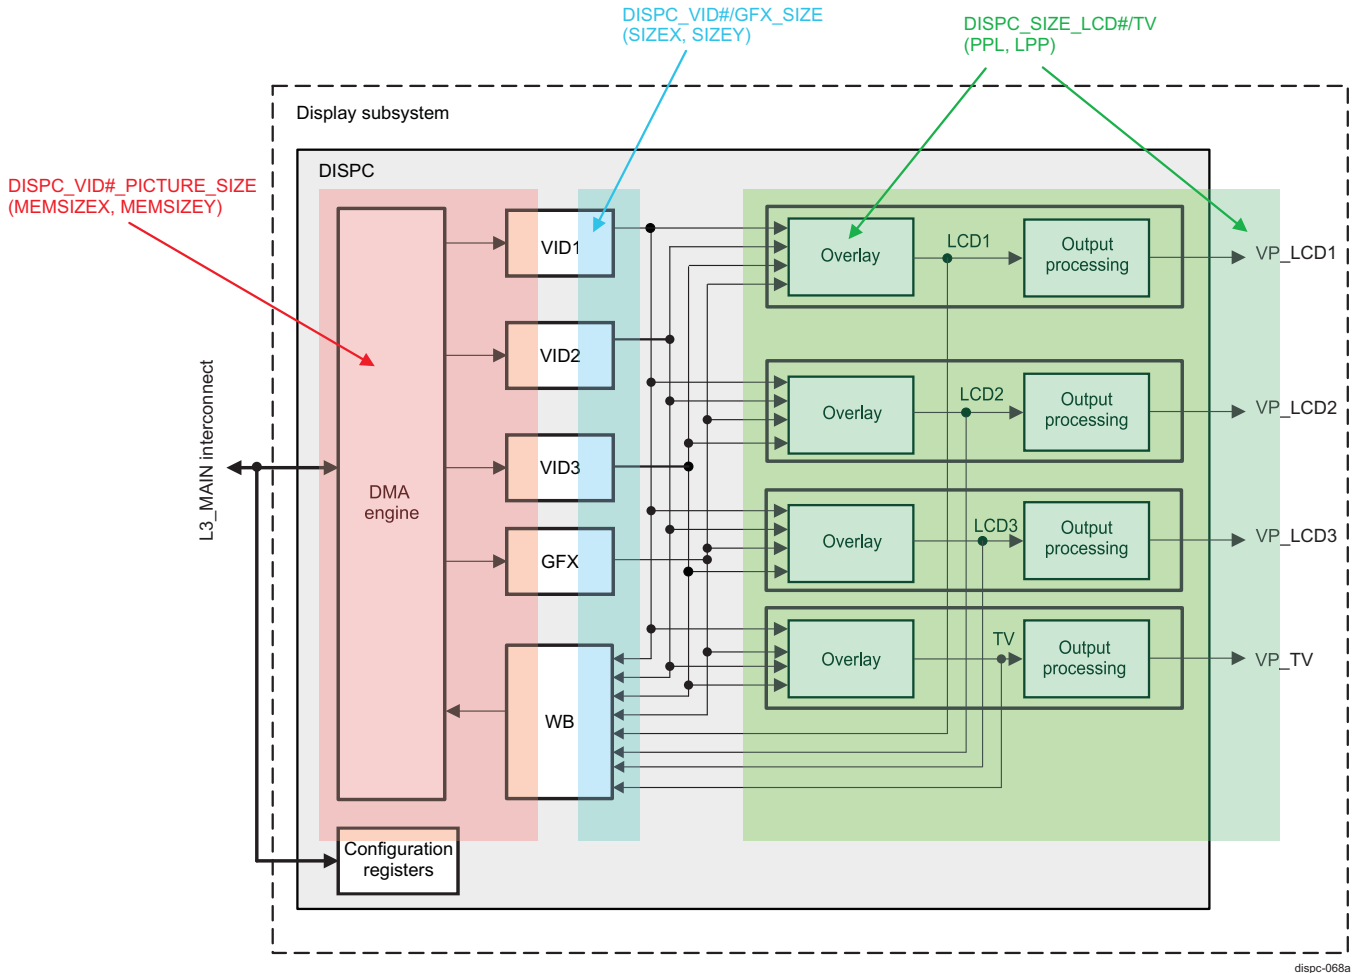 DISPC_VID#/GFX_SIZE
(SIZEX, SIZEY)
DISPC_SIZE_LCD#/TV
(PPL, LPP)
Display subsystem
DISPC
DISPC_VID#_PICTURE_SIZE
(MEMSIZEX, MEMSIZEY)
VID1
Overlay
LCD1
Output
processing
VP_LCD1
VID2
Overlay
LCD2
Output
processing
VP_LCD2
L3_MAIN interconnect
DMA
engine
VID3
GFX
Overlay
LCD3
Output
processing
VP_LCD3
WB
Overlay
TV
Output
processing
VP_TV
Configuration
registers
dispc-068a